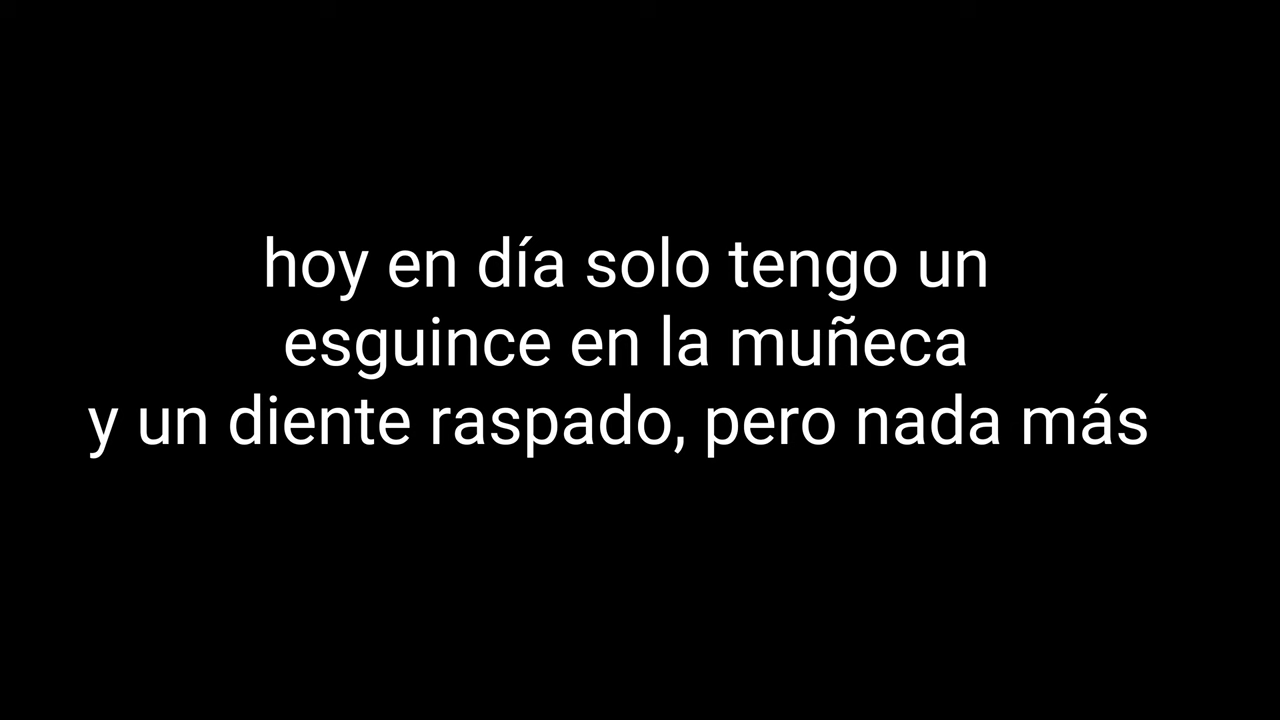 hoy en día solo tengo un
esguince en la muñeca
y un diente raspado, pero nada más